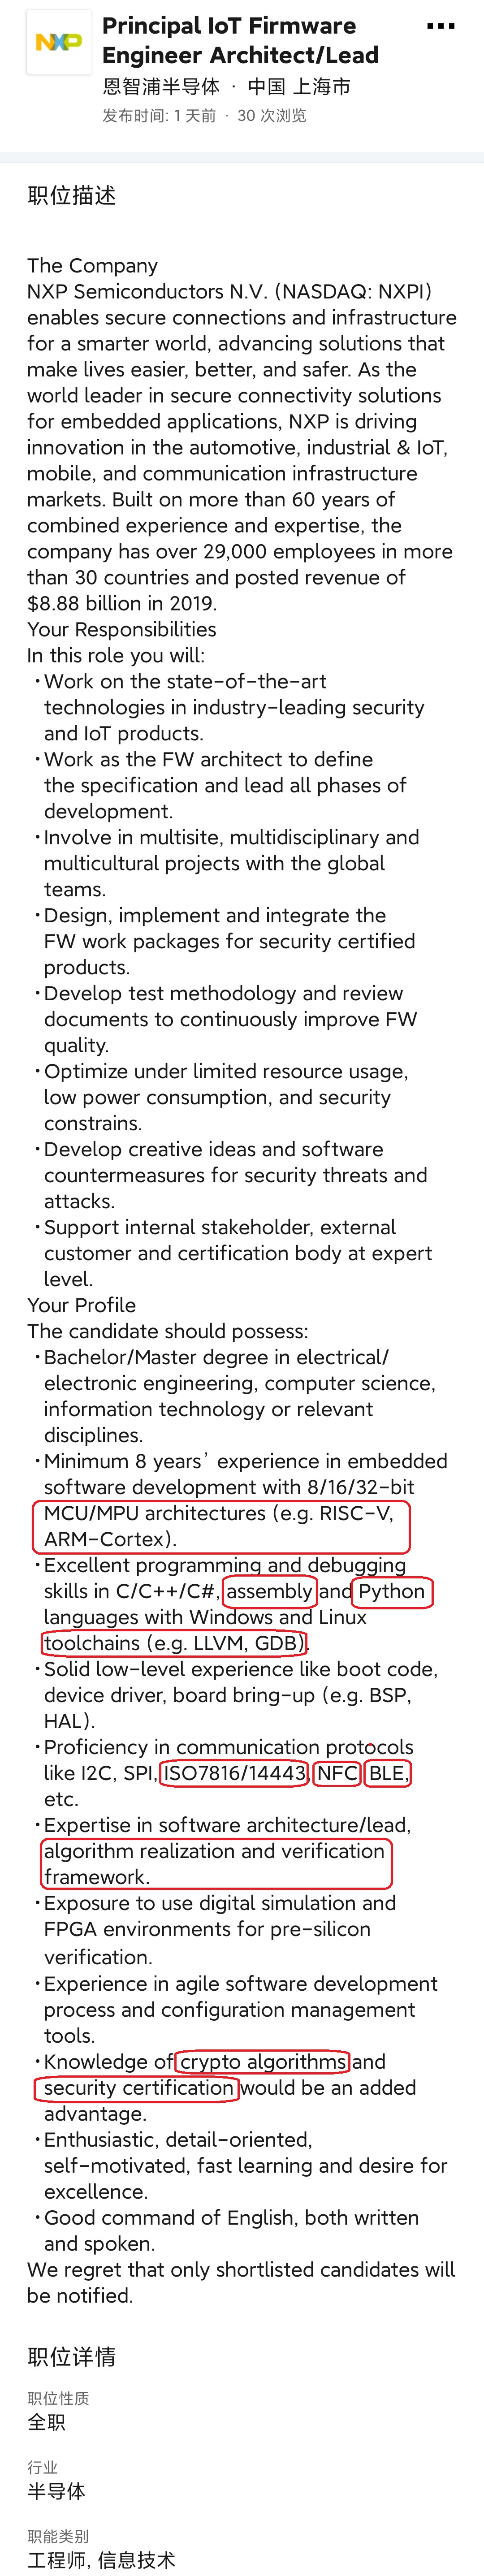 NXP
Principal IoT Firmware
Engineer Architect/Lead
恩智浦半导体 · 中国 上海市
发布时间: 1 天前 · 30 次浏览
职位描述
The Company
NXP Semiconductors N.V. (NASDAQ: NXPI)
enables secure connections and infrastructure
for a smarter world, advancing solutions that
make lives easier, better, and safer. As the
world leader in secure connectivity solutions
for embedded applications, NXP is driving
innovation in the automotive, industrial & IoT,
mobile, and communication infrastructure
markets. Built on more than 60 years of
combined experience and expertise, the
company has over 29,000 employees in more
than 30 countries and posted revenue of
$8.88 billion in 2019.
Your Responsibilities
In this role you will:
·Work on the state-of-the-art
technologies in industry-leading security
and IoT products.
·Work as the FW architect to define
the specification and lead all phases of
development.
·Involve in multisite, multidisciplinary and
multicultural projects with the global
teams.
·Design, implement and integrate the
FW work packages for security certified
products.
·Develop test methodology and review
documents to continuously improve FW
quality.
·Optimize under limited resource usage,
low power consumption, and security
constrains.
·Develop creative ideas and software
countermeasures for security threats and
attacks.
·Support internal stakeholder, external
customer and certification body at expert
level.
Your Profile
The candidate should possess:
·Bachelor/Master degree in electrical/
electronic engineering, computer science,
information technology or relevant
disciplines.
·Minimum 8 years’ experience in embedded
software development with 8/16/32-bit
MCU/MPU architectures (e.g. RISC-V,
ARM-Cortex).
·Excellent programming and debugging
skills in C/C++/C#, assembly and Python
languages with Windows and Linux
toolchains (e.g. LLVM, GDB).
·Solid low-level experience like boot code,
device driver, board bring-up (e.g. BSP,
HAL).
·Proficiency in communication protocols
like I2C, SPI, ISO7816/14443, NFC, BLE,
etc.
·Expertise in software architecture/lead,
algorithm realization and verification
framework.
·Exposure to use digital simulation and
FPGA environments for pre-silicon
verification.
·Experience in agile software development
process and configuration management
tools.
·Knowledge of crypto algorithms and
security certification would be an added
advantage.
·Enthusiastic, detail-oriented,
self-motivated, fast learning and desire for
excellence.
·Good command of English, both written
and spoken.
We regret that only shortlisted candidates will
be notified.
职位详情
职位性质
全职
行业
半导体
职能类别
工程师, 信息技术